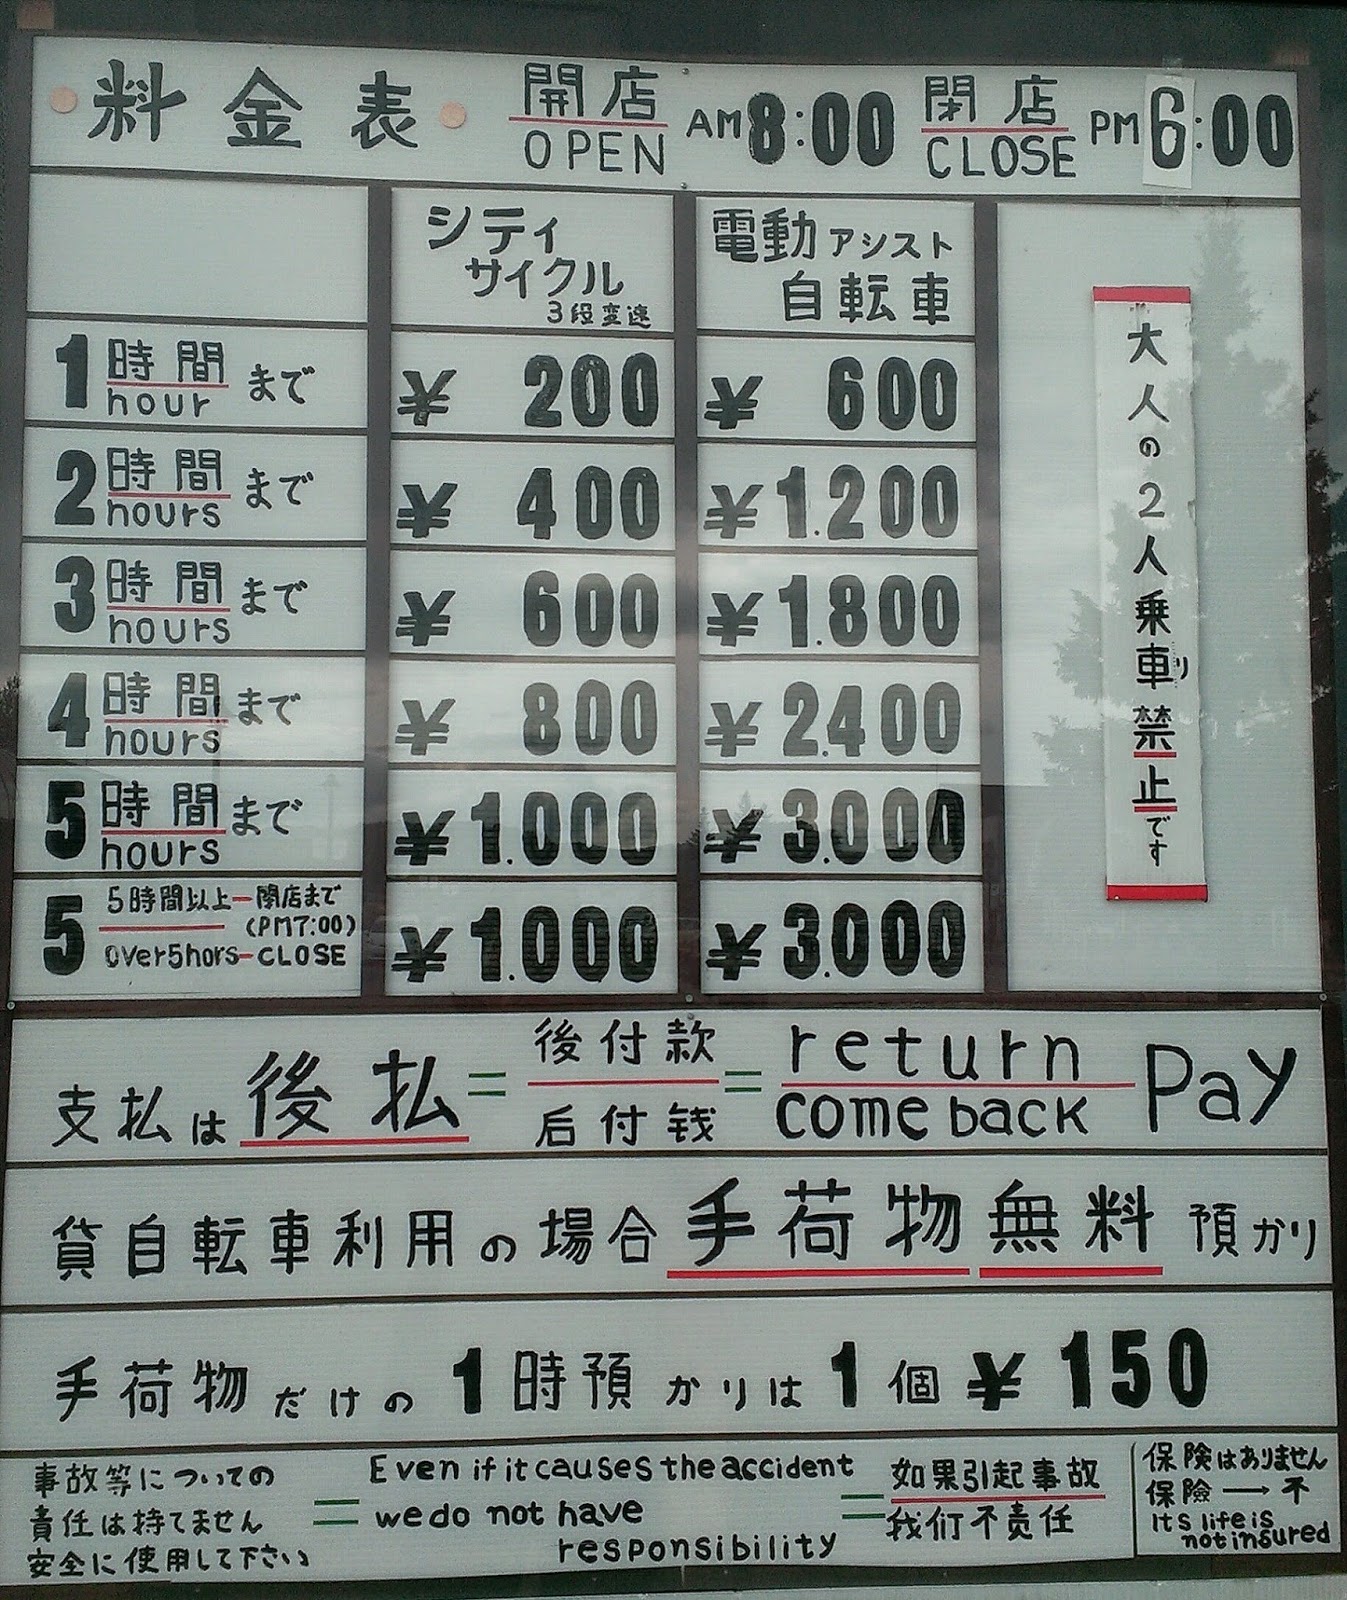 料金表 開店 AM8:00 閉店 PM6:00
OPEN CLOSE
シティ
サイクル
3段変速
電動アシスト
自転車
1時間まで ¥200 ¥600
hour
2時間まで ¥400 ¥1.200
hours
3時間まで ¥600 ¥1.800
hours
4時間まで ¥800 ¥2.400
hours
5時間まで ¥1.000 ¥3.000
hours
5 5時間以上ー閉店まで ¥1.000 ¥3.000
(PM7:00)
over5hors-CLOSE
大人の2人乗車り禁止です
支払は後払=後付款=return Pay
后付钱 come back
貸自転車利用の場合手荷物無料預かり
手荷物だけの1時預かりは1個¥150
事故等についての
責任は持てません
安全に使用して下さい
=
Even if it causes the accident
we do not have
responsibility
=
如果引起事故
我们不责任
保険はありません
保險→不
It's life is
not insured